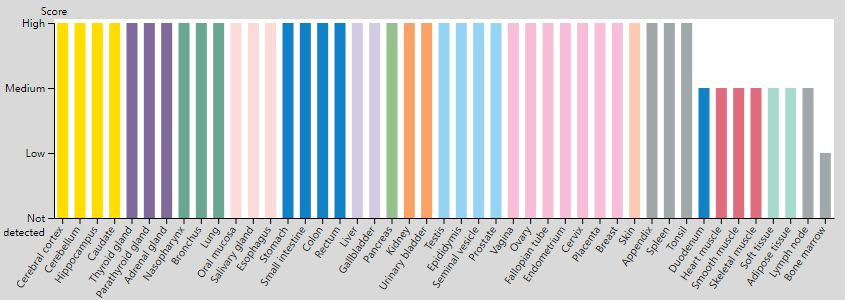 Score
High
Medium
Low
Not
detected
Cerebral cortex
Cerebellum
Hippocampus
Caudate
Thyroid gland
Parathyroid gland
Adrenal gland
Nasopharynx
Bronchus
Lung
Oral mucosa
Salivary gland
Esophagus
Stomach
Small intestine
Colon
Rectum
Liver
Gallbladder
Pancreas
Kidney
Urinary bladder
Testis
Epididymis
Seminal vesicle
Prostate
Vagina
Ovary
Fallopian tube
Endometrium
Cervix
Placenta
Breast
Skin
Appendix
Spleen
Tonsil
Duodenum
Heart muscle
Smooth muscle
Skeletal muscle
Soft tissue
Adipose tissue
Lymph node
Bone marrow